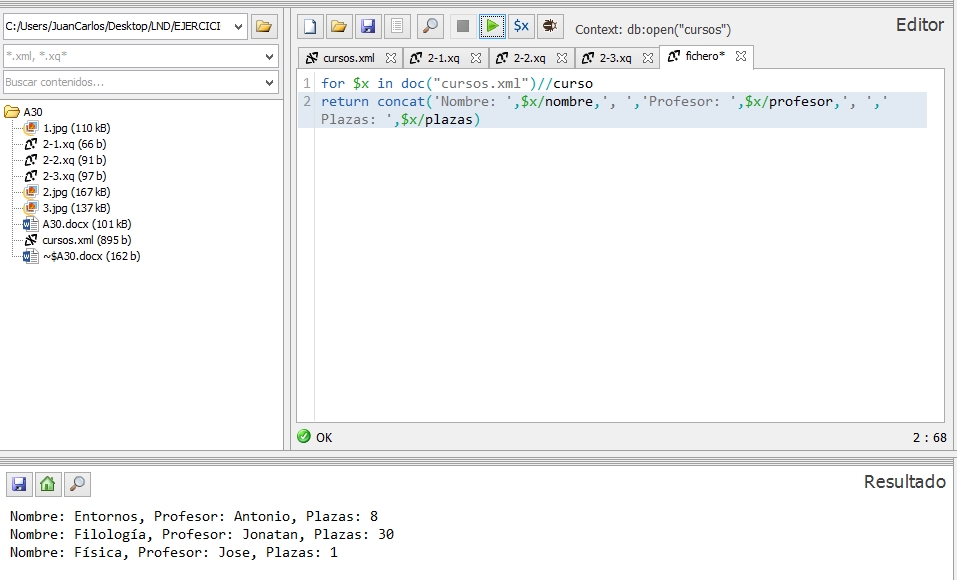 C:/Users/JuanCarlos/Desktop/LND/EJERCICI
*.xml, *.xq*
Buscar contenidos...
A30
1.jpg (110 kB)
2-1.xq (66 b)
2-2.xq (91 b)
2-3.xq (97 b)
2.jpg (167 kB)
3.jpg (137 kB)
A30.docx (101 kB)
cursos.xml (895 b)
~$A30.docx (162 b)
$x
Context: db:open("cursos")
Editor
cursos.xml
2-1.xq
2-2.xq
2-3.xq
fichero*
1 for $x in doc("cursos.xml")//curso
2 return concat('Nombre: ',$x/nombre,', ','Profesor: ',$x/profesor,', ','
Plazas: ',$x/plazas)
OK
2 : 68
Resultado
Nombre: Entornos, Profesor: Antonio, Plazas: 8
Nombre: Filología, Profesor: Jonatan, Plazas: 30
Nombre: Física, Profesor: Jose, Plazas: 1